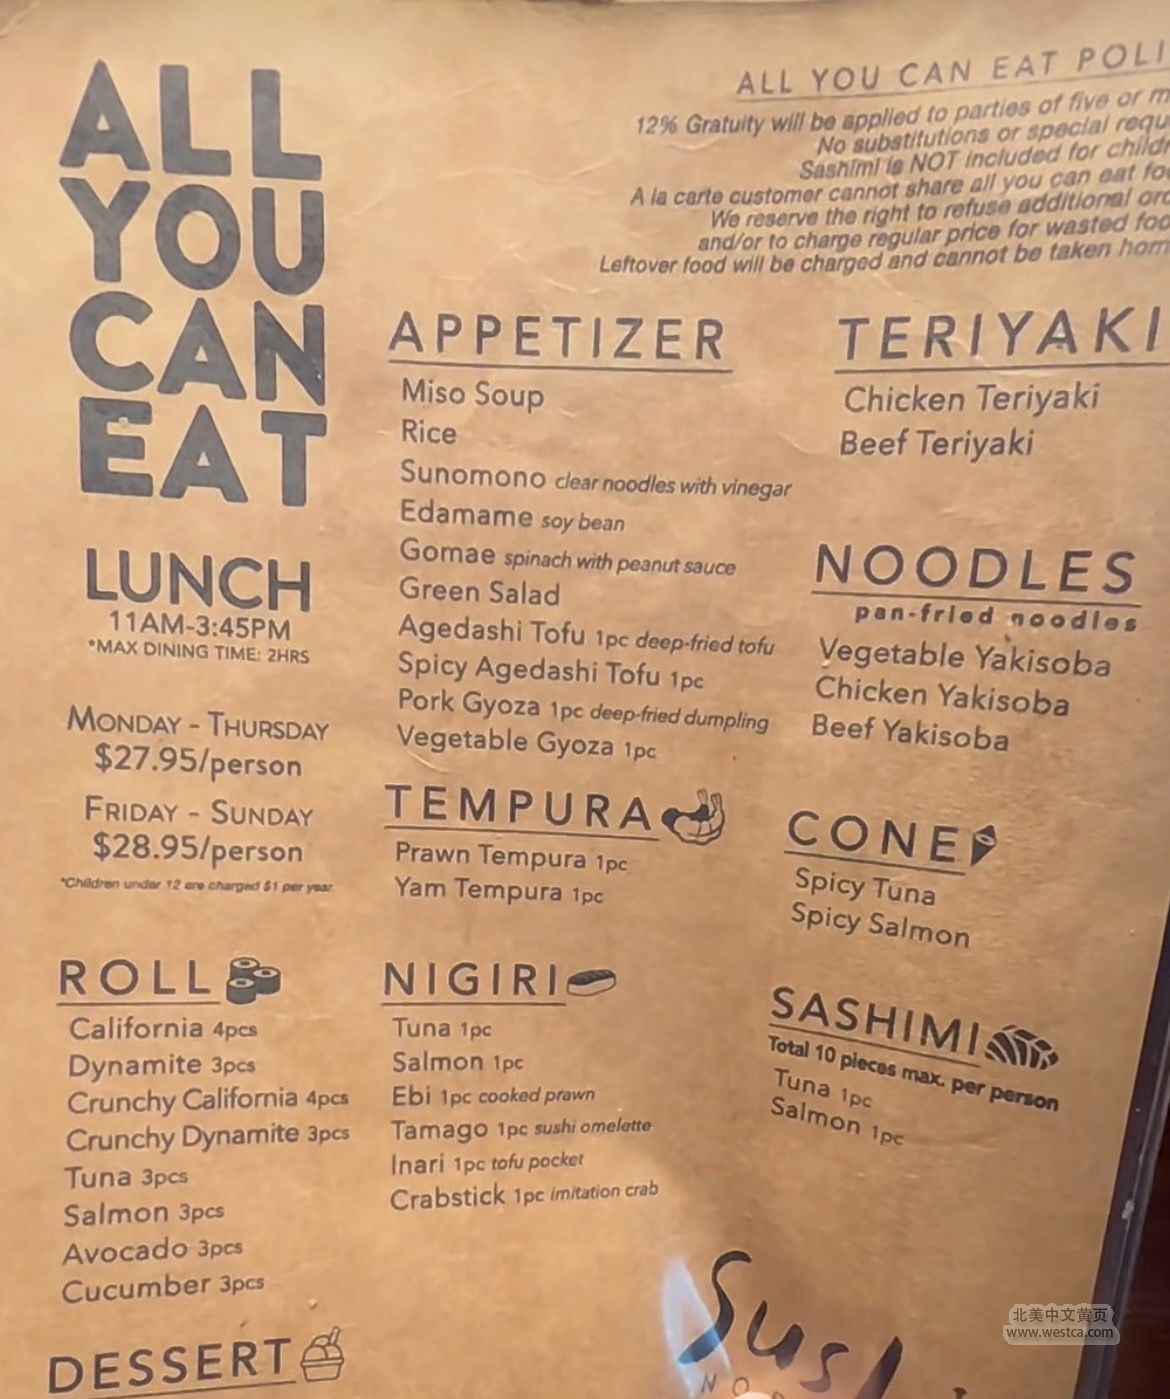 ALL
YOU
CAN
EAT
LUNCH
11AM-3:45PM
*MAX DINING TIME: 2HRS
MONDAY - THURSDAY
$27.95/person
FRIDAY - SUNDAY
$28.95/person
*Children under 12 are charged $1 per year.
ALL YOU CAN EAT
12% Gratuity will be applied to parties of five or
No substitutions or special
Sashimi is NOT included for
A la carte customer cannot share all you can eat
We reserve the right to refuse additional
and/or to charge regular price for wasted
Leftover food will be charged and cannot be taken
APPETIZER
Miso Soup
Rice
Sunomono clear noodles with vinegar
Edamame soy bean
Gomae spinach with peanut sauce
Green Salad
Agedashi Tofu 1pc deep-fried tofu
Spicy Agedashi Tofu 1pc
Pork Gyoza 1pc deep-fried dumpling
Vegetable Gyoza 1pc
TEMPURA
Prawn Tempura 1pc
Yam Tempura 1pc
TERIYAKI
Chicken Teriyaki
Beef Teriyaki
NOODLES
pan-fried noodles
Vegetable Yakisoba
Chicken Yakisoba
Beef Yakisoba
CONE
Spicy Tuna
Spicy Salmon
ROLL
California 4pcs
Dynamite 3pcs
Crunchy California 4pcs
Crunchy Dynamite 3pcs
Tuna 3pcs
Salmon 3pcs
Avocado 3pcs
Cucumber 3pcs
NIGIRI
Tuna 1pc
Salmon 1pc
Ebi 1pc cooked prawn
Tamago 1pc sushi omelette
Inari 1pc tofu pocket
Crabstick 1pc imitation crab
SASHIMI
Total 10 pieces max. per person
Tuna 1pc
Salmon 1pc
DESSERT
北美中文黄页
www.westca.com